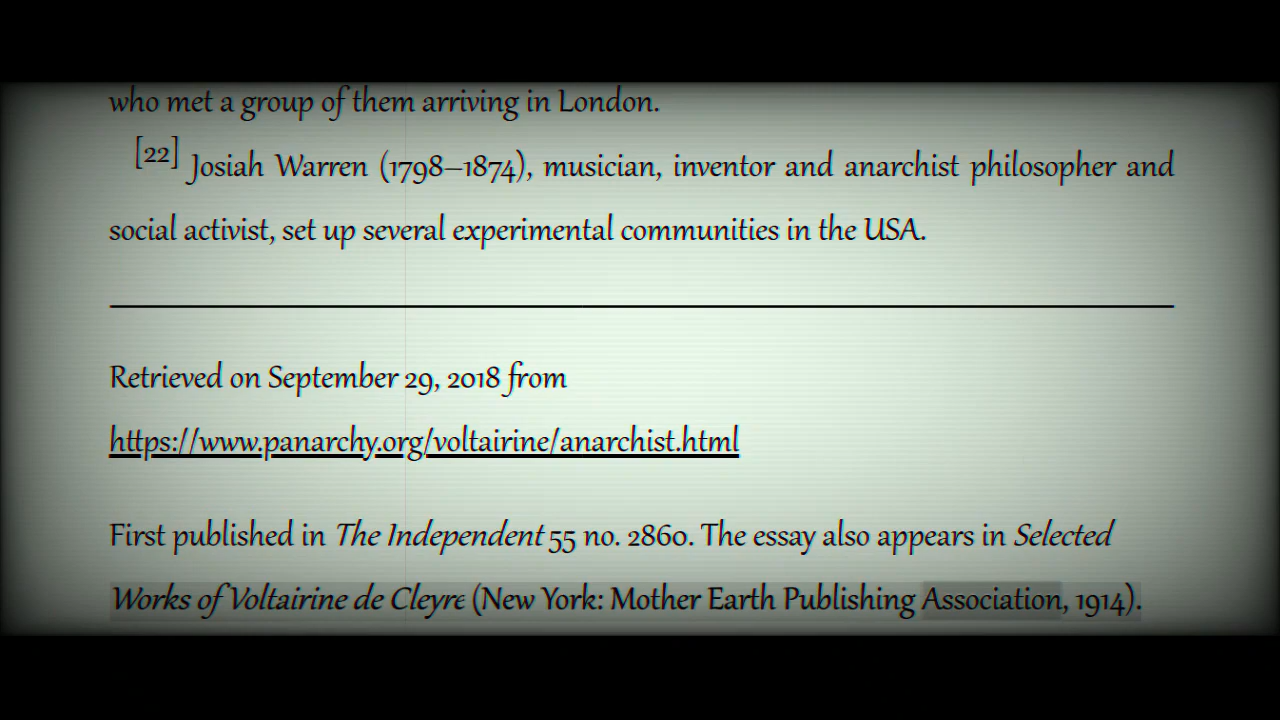 who met a group of them arriving in London.
[22] Josiah Warren (1798–1874), musician, inventor and anarchist philosopher and
social activist, set up several experimental communities in the USA.
Retrieved on September 29, 2018 from
https://www.panarchy.org/voltairine/anarchist.html
First published in The Independent 55 no. 2860. The essay also appears in Selected
Works of Voltairine de Cleyre (New York: Mother Earth Publishing Association, 1914).